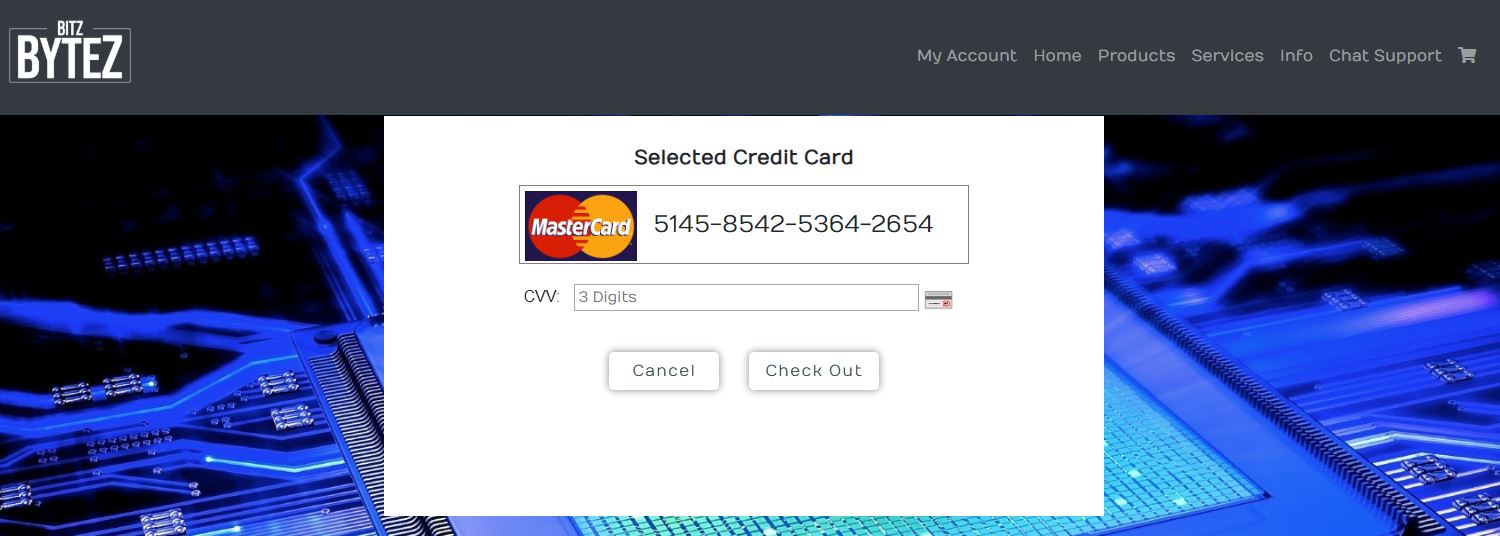 BITZ
BYTEZ
My Account Home Products Services Info Chat Support
Selected Credit Card
MasterCard 5145-8542-5364-2654
CVV: 3 Digits
Cancel Check Out